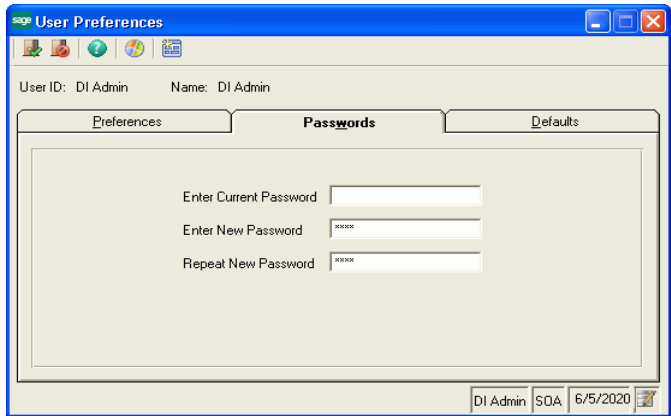 sage User Preferences
User ID: DI Admin Name: DI Admin
Preferences Passwords Defaults
Enter Current Password
Enter New Password ****
Repeat New Password ****
DI Admin SOA 6/5/2020